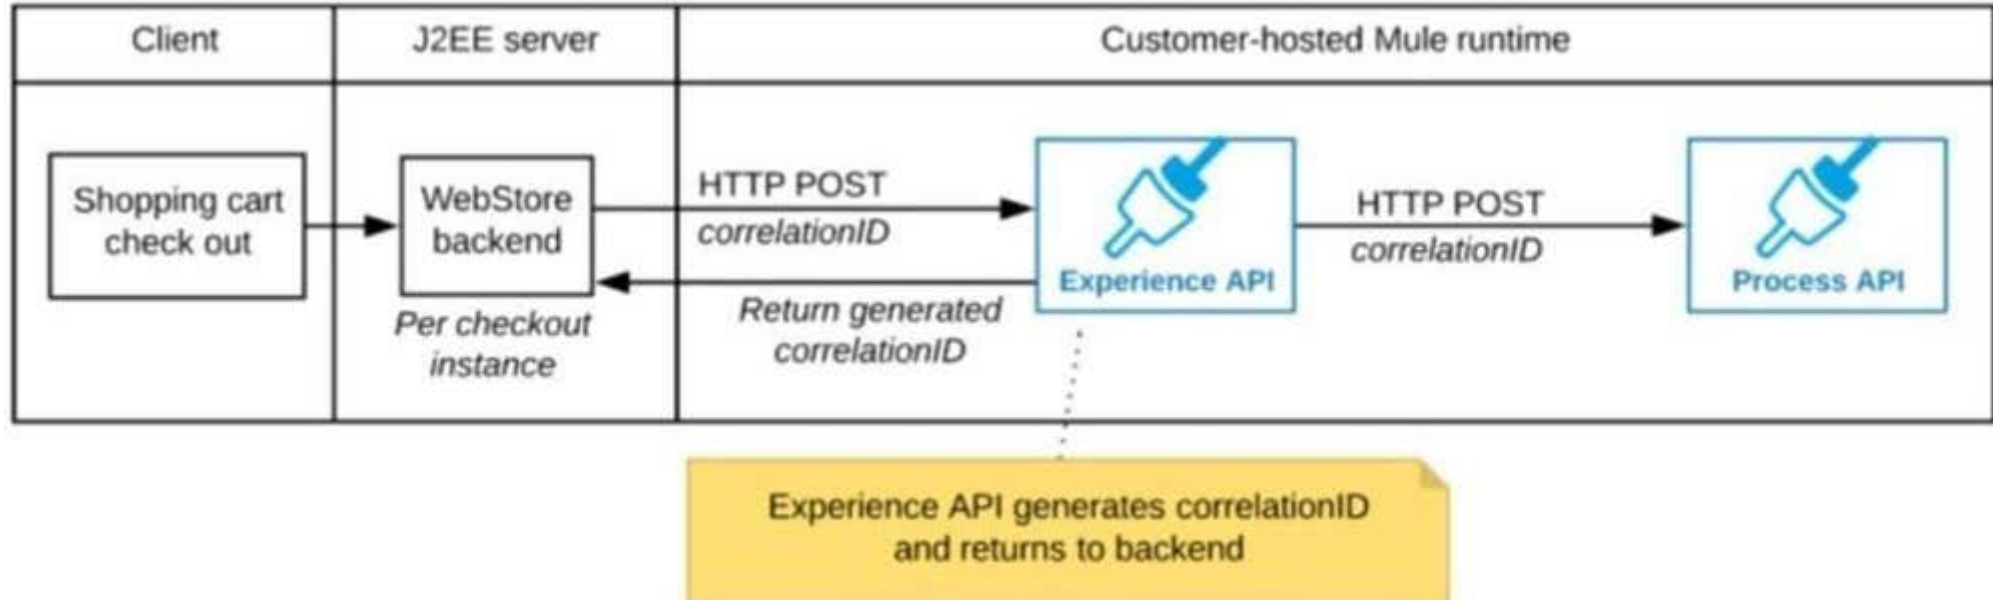 Client
J2EE server
Customer-hosted Mule runtime
Shopping cart
check out
WebStore
backend
Per checkout
instance
HTTP POST
correlationID
Return generated
correlationID
Experience API
HTTP POST
correlationID
Process API
Experience API generates correlationID
and returns to backend